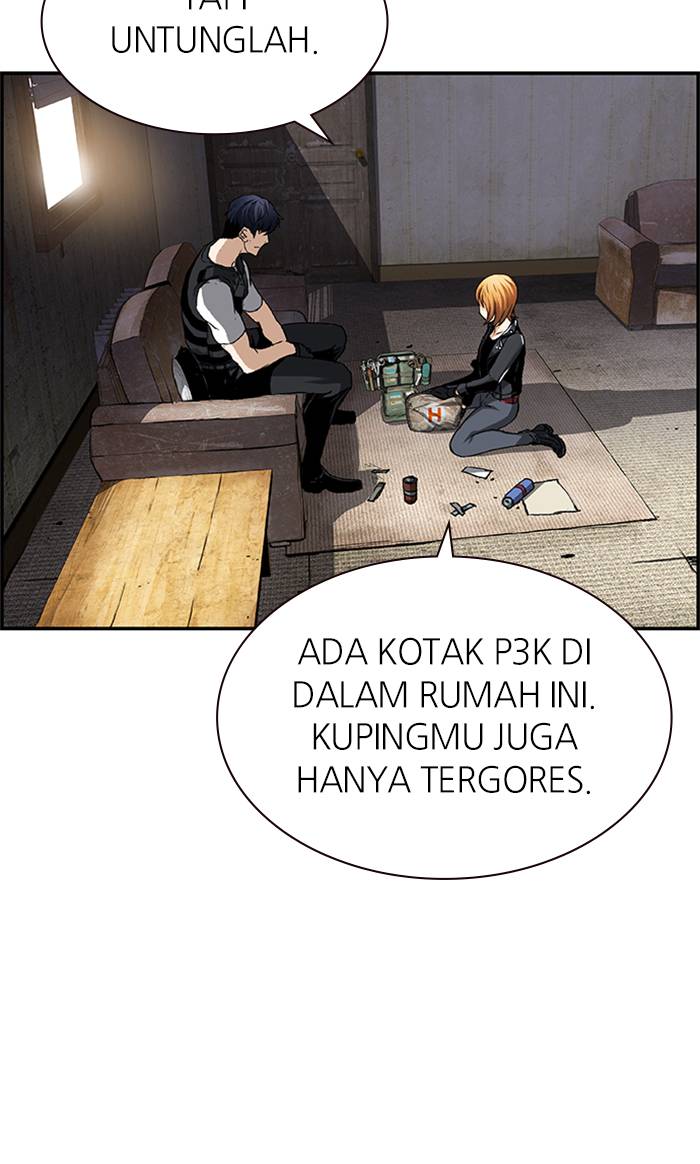 UNTUNGLAH.
H
ADA KOTAK P3K DI
DALAM RUMAH INI.
KUPINGMU JUGA
HANYA TERGORES.